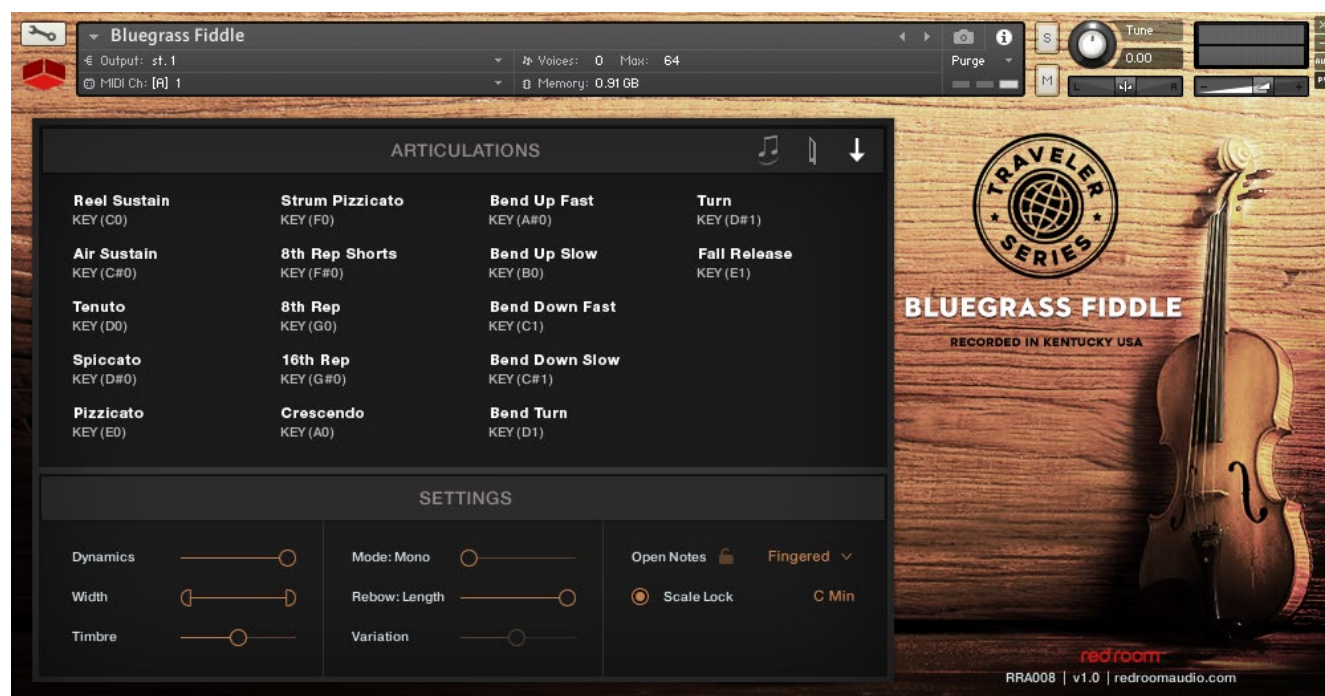 Bluegrass Fiddle
Output: st. 1
Voices: 0 Max: 64
Purge
MIDI Ch: [A] 1
Memory: 0.91 GB
S
M
Tune
0.00
L R
- +
ARTICULATIONS
Reel Sustain
KEY (C0)
Air Sustain
KEY (C#0)
Tenuto
KEY (D0)
Spiccato
KEY (D#0)
Pizzicato
KEY (E0)
Strum Pizzicato
KEY (F0)
8th Rep Shorts
KEY (F#0)
8th Rep
KEY (G0)
16th Rep
KEY (G#0)
Crescendo
KEY (A0)
Bend Up Fast
KEY (A#0)
Bend Up Slow
KEY (B0)
Bend Down Fast
KEY (C1)
Bend Down Slow
KEY (C#1)
Bend Turn
KEY (D1)
Turn
KEY (D#1)
Fall Release
KEY (E1)
SETTINGS
Dynamics
Width
Timbre
Mode: Mono
Rebow: Length
Variation
Open Notes Fingered
Scale Lock C Min
TRAVELER
SERIES
BLUEGRASS FIDDLE
RECORDED IN KENTUCKY USA
red room
RRA008 | v1.0 | redroomaudio.com